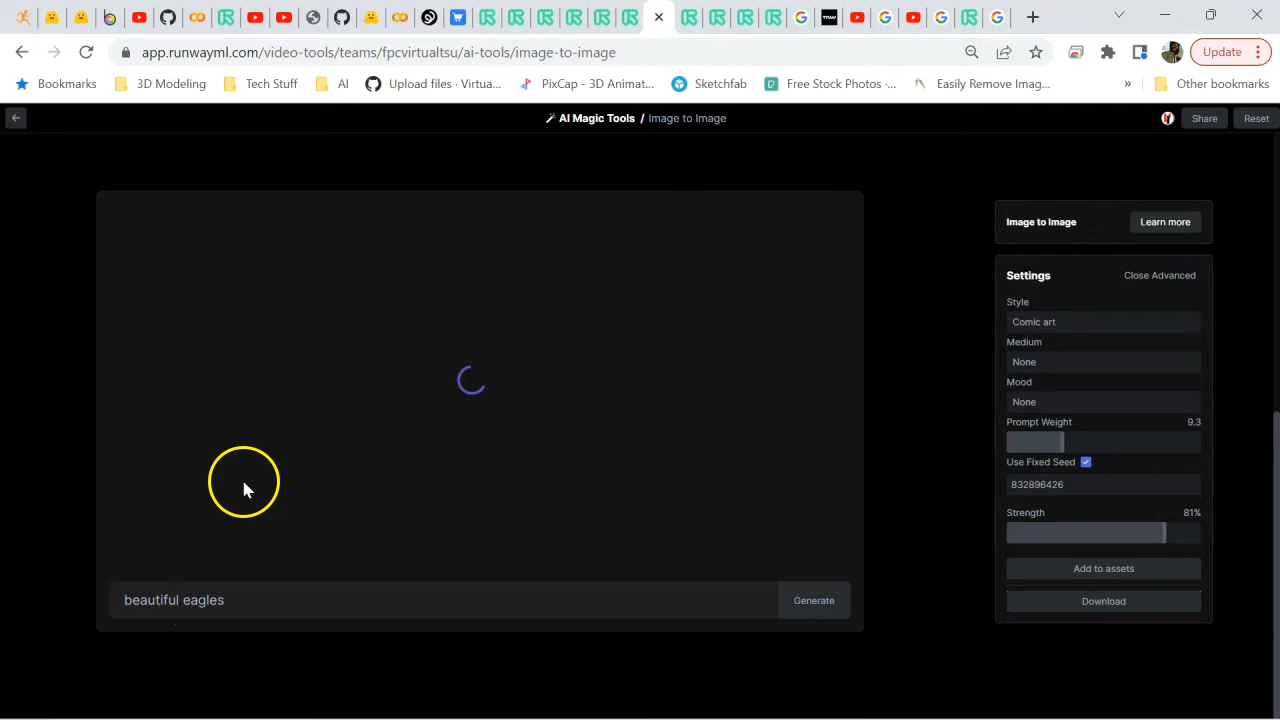 Update
app.runwayml.com/video-tools/teams/fpcvirtualtsu/ai-tools/image-to-image
Bookmarks
3D Modeling
Tech Stuff
AI
Upload files · Virtua...
PixCap - 3D Animat...
Sketchfab
Free Stock Photos ·...
Easily Remove Imag...
»
Other bookmarks
AI Magic Tools / Image to Image
Share
Reset
Image to Image
Learn more
Settings
Close Advanced
Style
Comic art
Medium
None
Mood
None
Prompt Weight
9.3
Use Fixed Seed
832896426
Strength
81%
Add to assets
Download
beautiful eagles
Generate